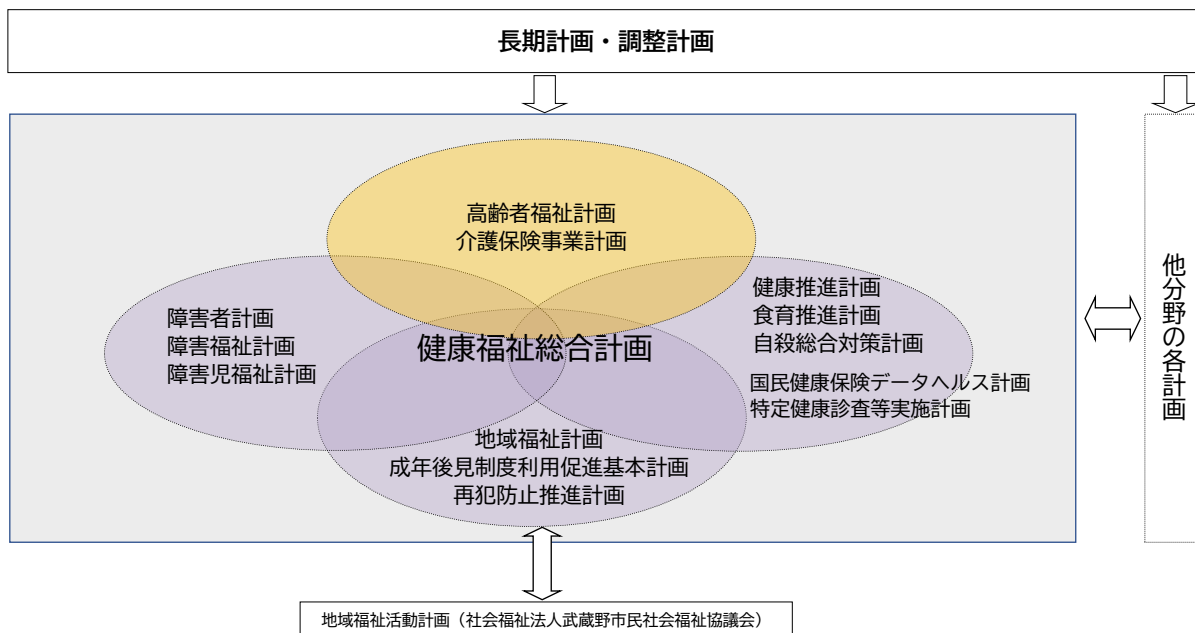 長期計画・調整計画
高齢者福祉計画
介護保険事業計画
障害者計画
障害福祉計画
障害児福祉計画
健康福祉総合計画
健康推進計画
食育推進計画
自殺総合対策計画
国民健康保険データヘルス計画
特定健康診査等実施計画
地域福祉計画
成年後見制度利用促進基本計画
再犯防止推進計画
他分野の各計画
地域福祉活動計画（社会福祉法人武蔵野市民社会福祉協議会）